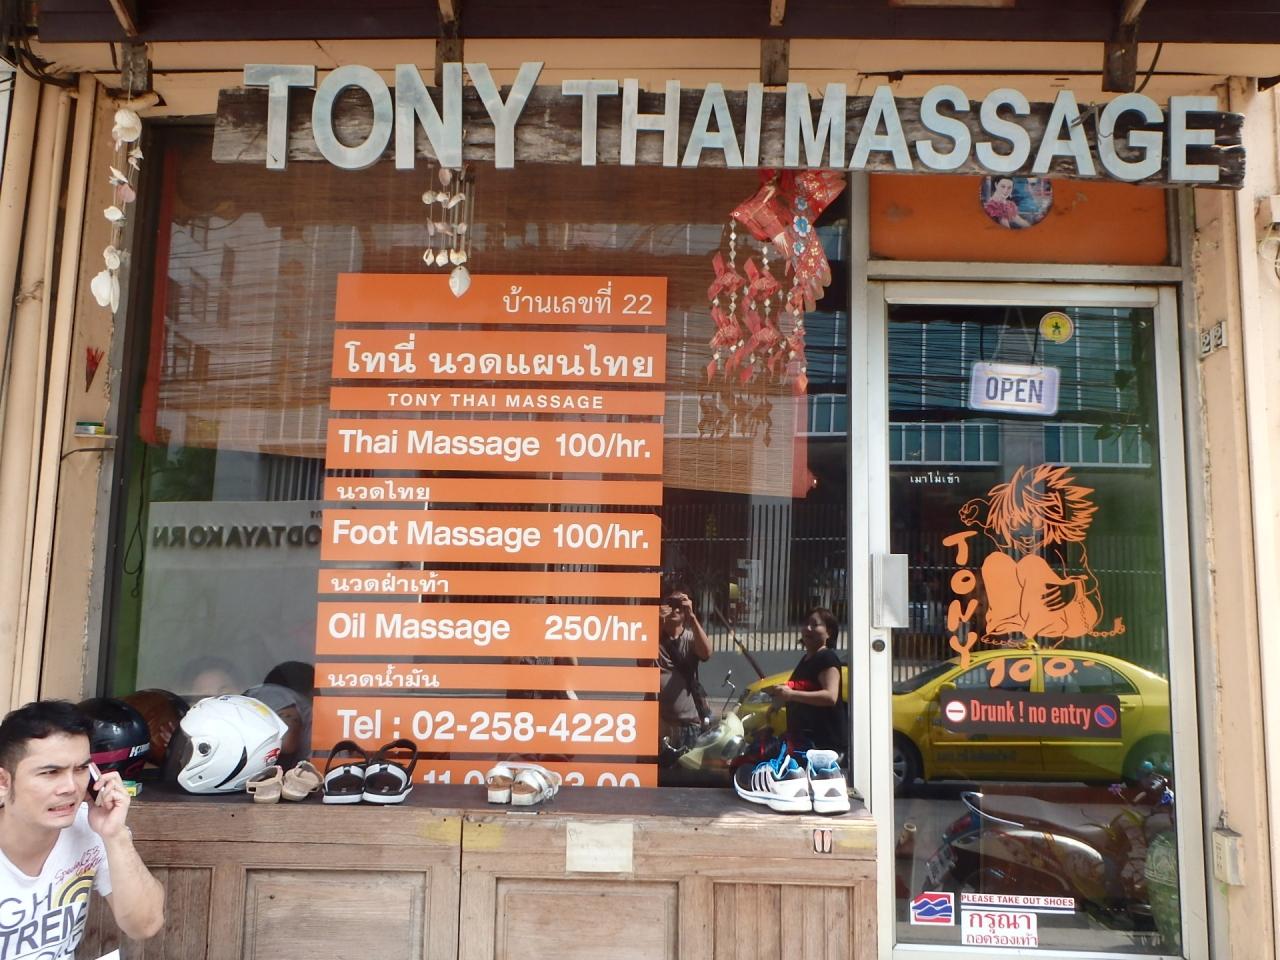 TONY THAI MASSAGE
บ้านเลขที่ 22
โทนี่ นวดแผนไทย
TONY THAI MASSAGE
Thai Massage 100/hr.
นวดไทย
Foot Massage 100/hr.
นวดฝ่าเท้า
Oil Massage 250/hr.
นวดน้ำมัน
Tel : 02-258-4228
22
OPEN
เมาไม่เข้า
TONY
100.-
Drunk ! no entry
PLEASE TAKE OUT SHOES
กรุณา
ถอดรองเท้า